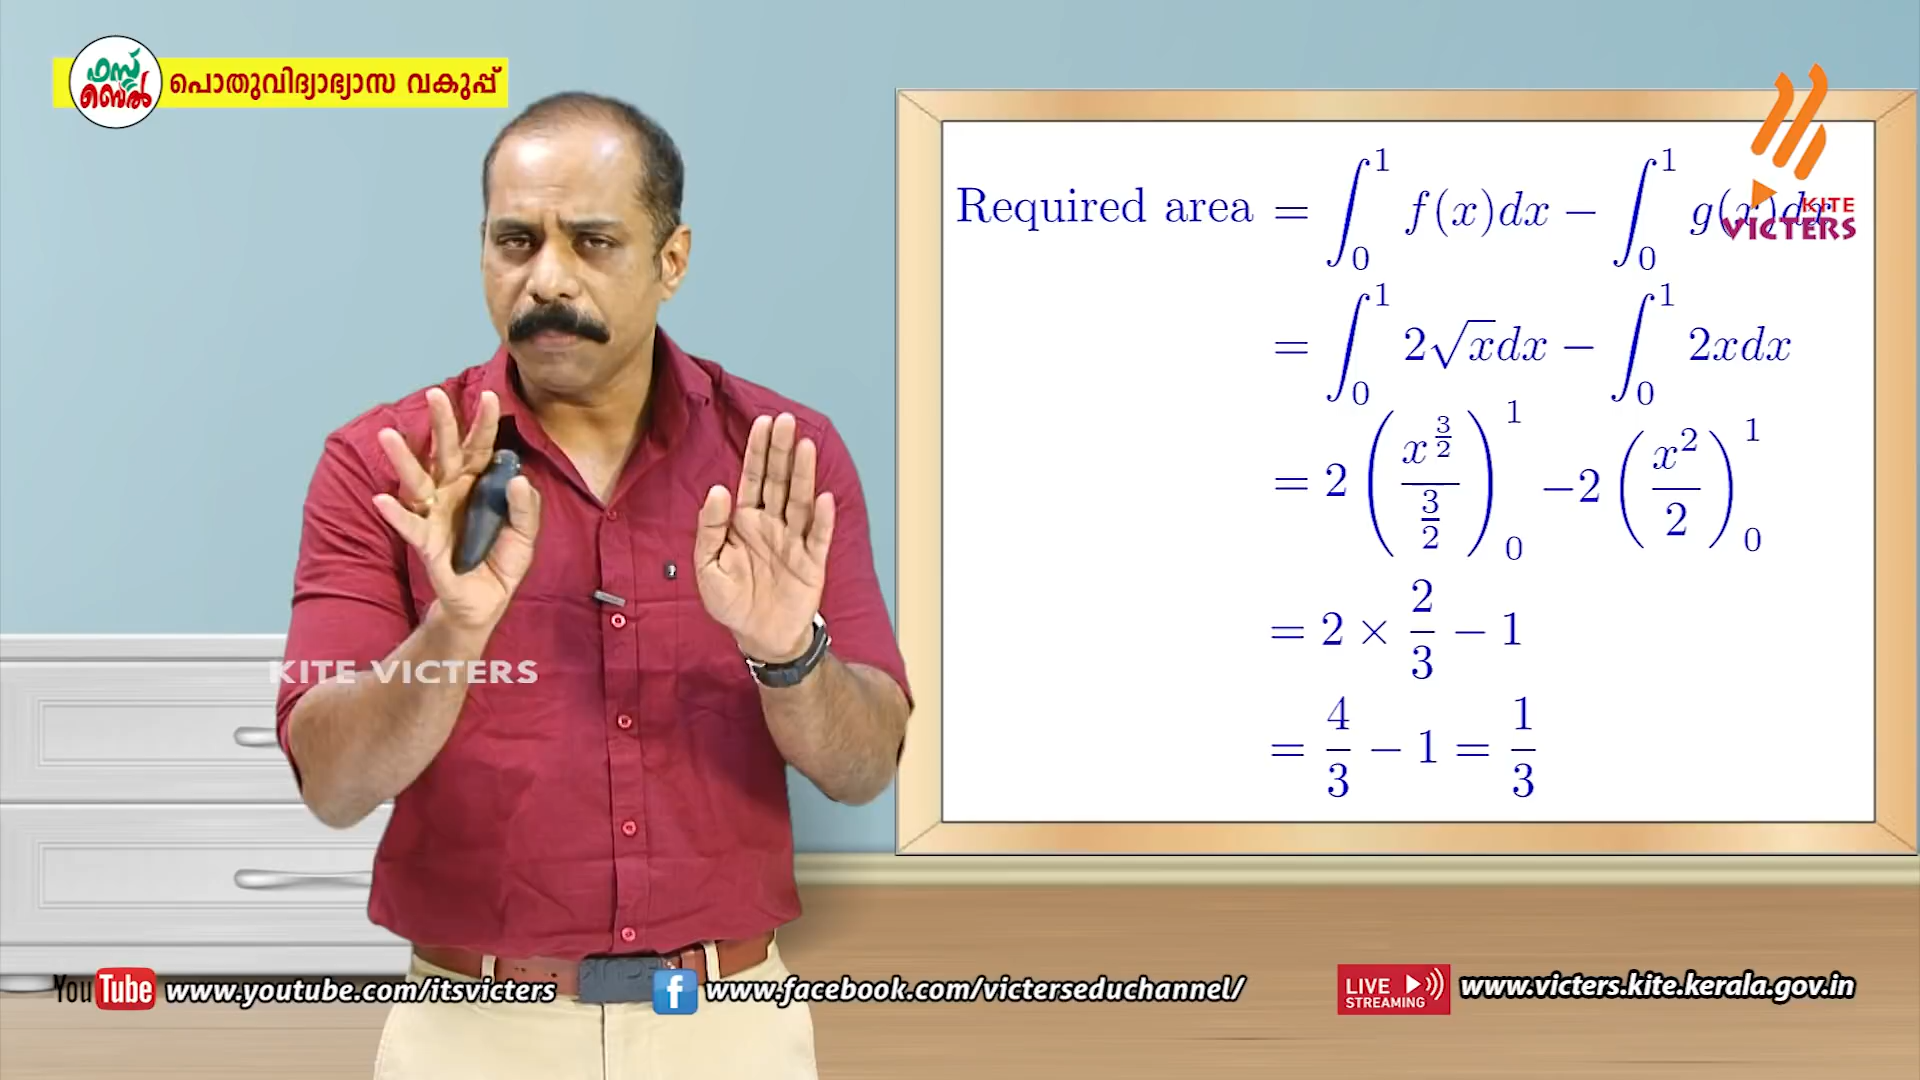 ഫസ്റ്റ് ബെൽ
പൊതുവിദ്യാഭ്യാസ വകുപ്പ്
KITE VICTERS
Required area = ∫₀¹ f(x)dx − ∫₀¹ g(x)dx
= ∫₀¹ 2√x dx − ∫₀¹ 2xdx
= 2 (x^(3/2) / (3/2))₀¹ −2 (x²/2)₀¹
= 2 × 2/3 − 1
= 4/3 − 1 = 1/3
KITE VICTERS
YouTube www.youtube.com/itsvicters
f www.facebook.com/victerseduchannel/
LIVE STREAMING www.victers.kite.kerala.gov.in